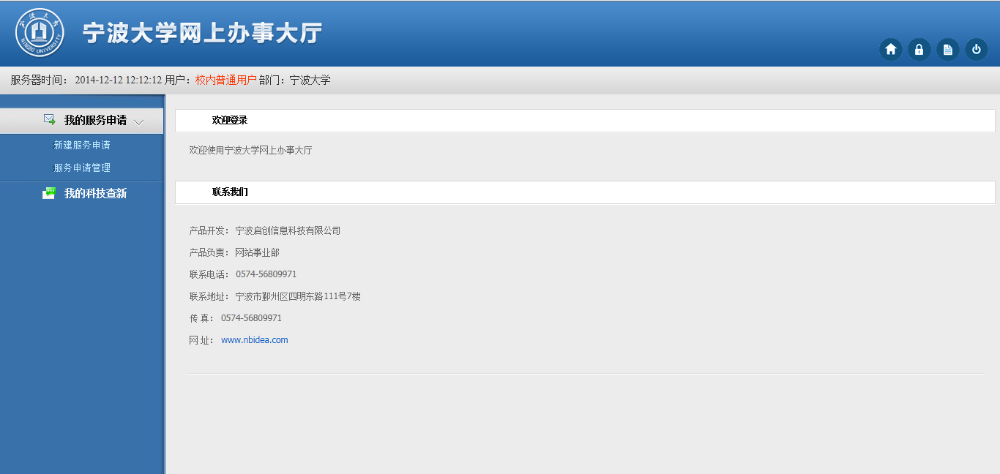 宁波大学
NINGBO UNIVERSITY
宁波大学网上办事大厅
服务器时间： 2014-12-12 12:12:12 用户：校内普通用户 部门：宁波大学
我的服务申请
新建服务申请
服务申请管理
我的科技查新
欢迎登录
欢迎使用宁波大学网上办事大厅
联系我们
产品开发： 宁波启创信息科技有限公司
产品负责： 网站事业部
联系电话： 0574-56809971
联系地址： 宁波市鄞州区四明东路111号7楼
传 真： 0574-56809971
网 址： www.nbidea.com